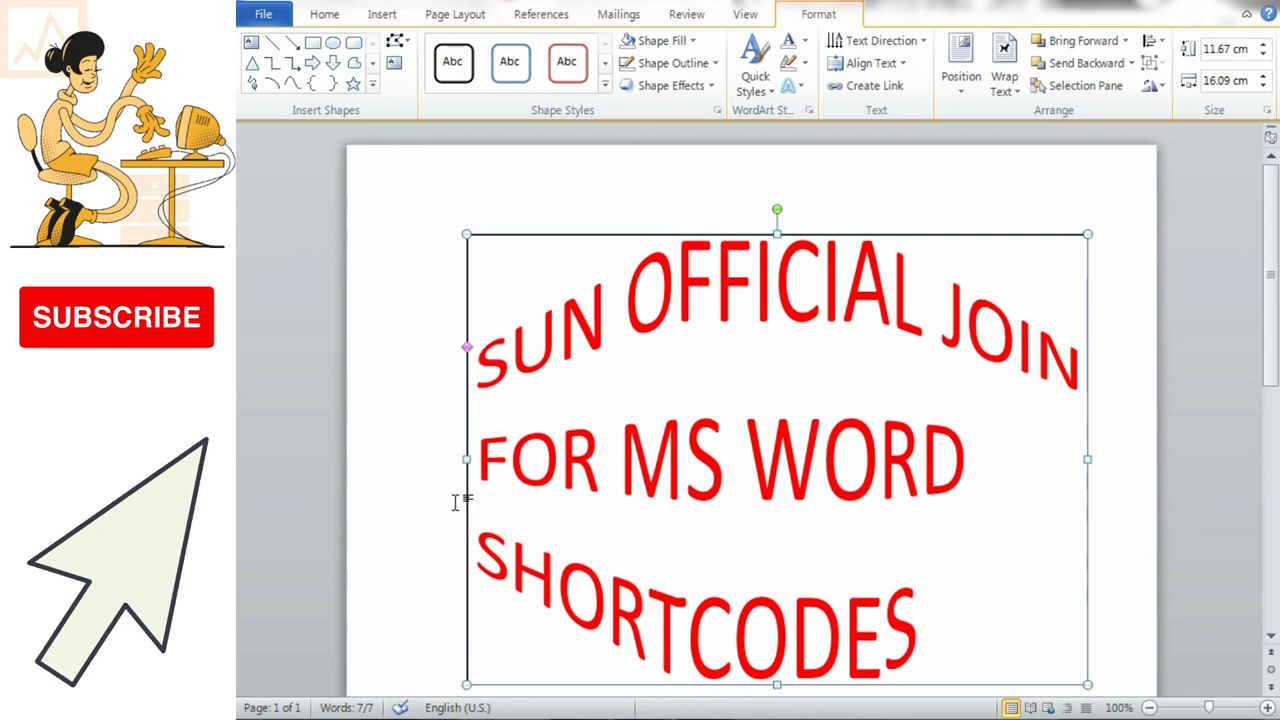 File Home Insert Page Layout References Mailings Review View Format
Shape Fill
Shape Outline
Shape Effects
Abc Abc Abc
Quick
Styles
Text Direction
Align Text
Create Link
Position
Wrap
Text
Bring Forward
Send Backward
Selection Pane
11.67 cm
16.09 cm
Insert Shapes Shape Styles WordArt St... Text Arrange Size
SUBSCRIBE
SUN OFFICIAL JOIN
FOR MS WORD
SHORTCODES
Page: 1 of 1 Words: 7/7 English (U.S.) 100%